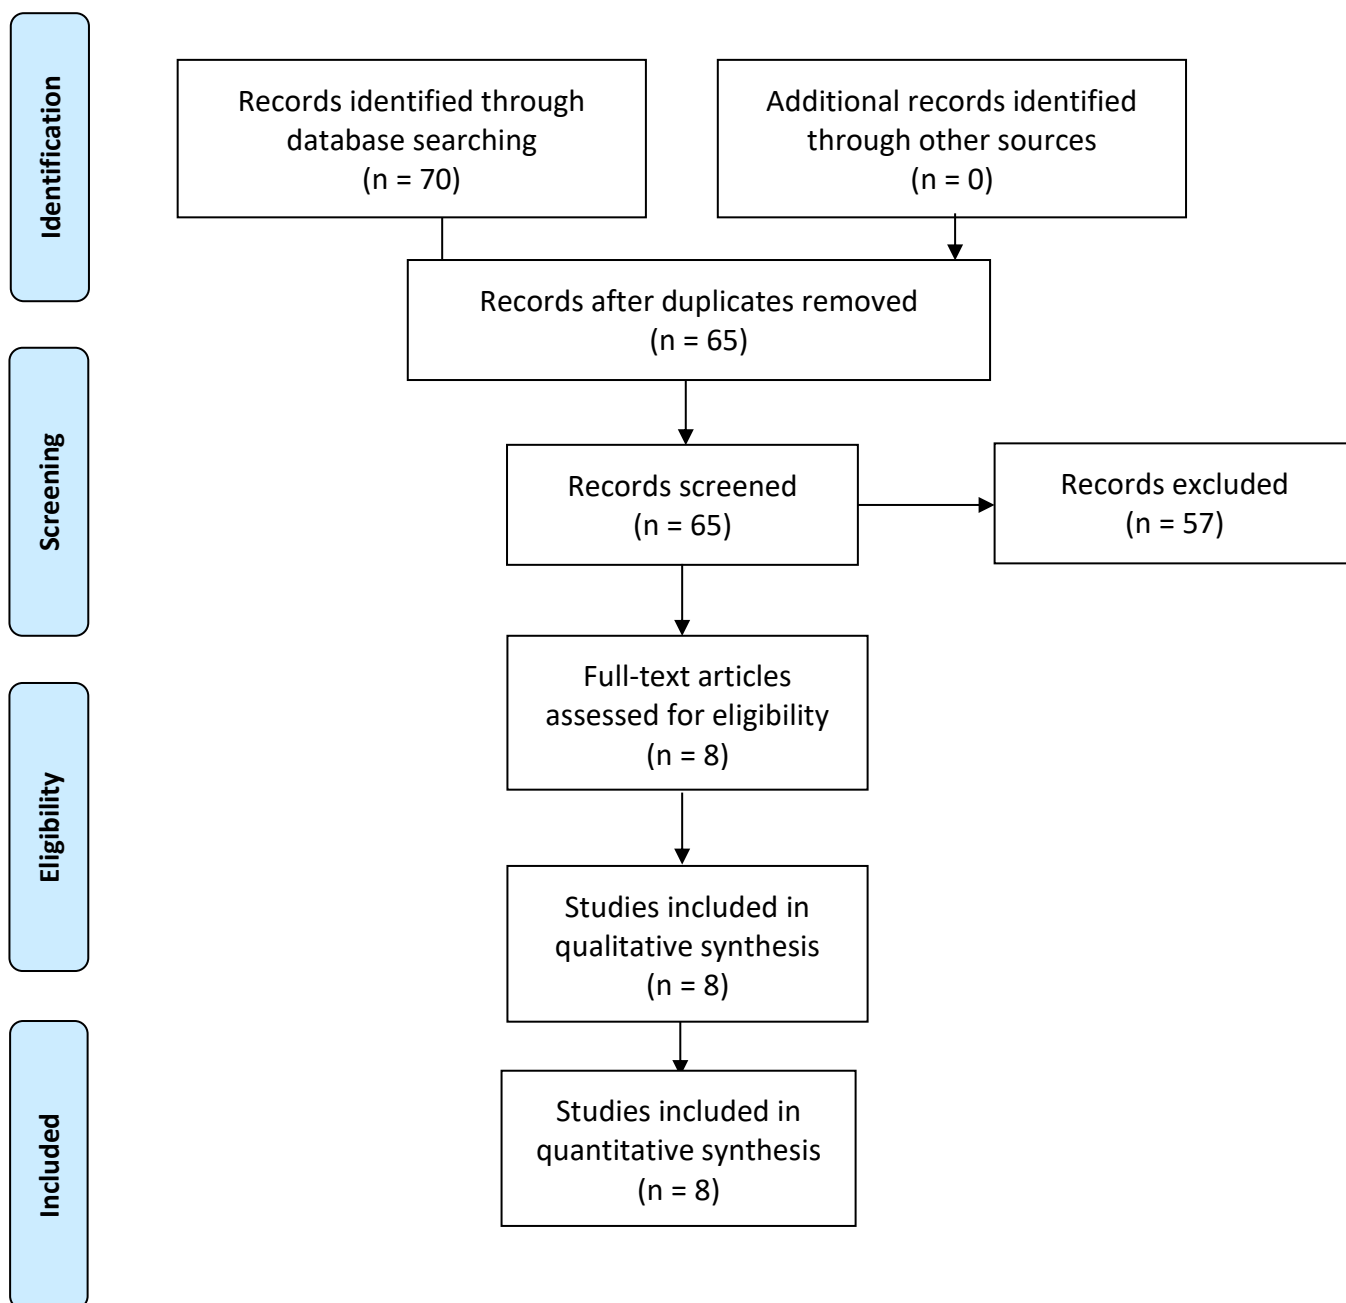 Identification
Records identified through
database searching
(n = 70)
Additional records identified
through other sources
(n = 0)
Records after duplicates removed
(n = 65)
Screening
Records screened
(n = 65)
Records excluded
(n = 57)
Eligibility
Full-text articles
assessed for eligibility
(n = 8)
Studies included in
qualitative synthesis
(n = 8)
Included
Studies included in
quantitative synthesis
(n = 8)